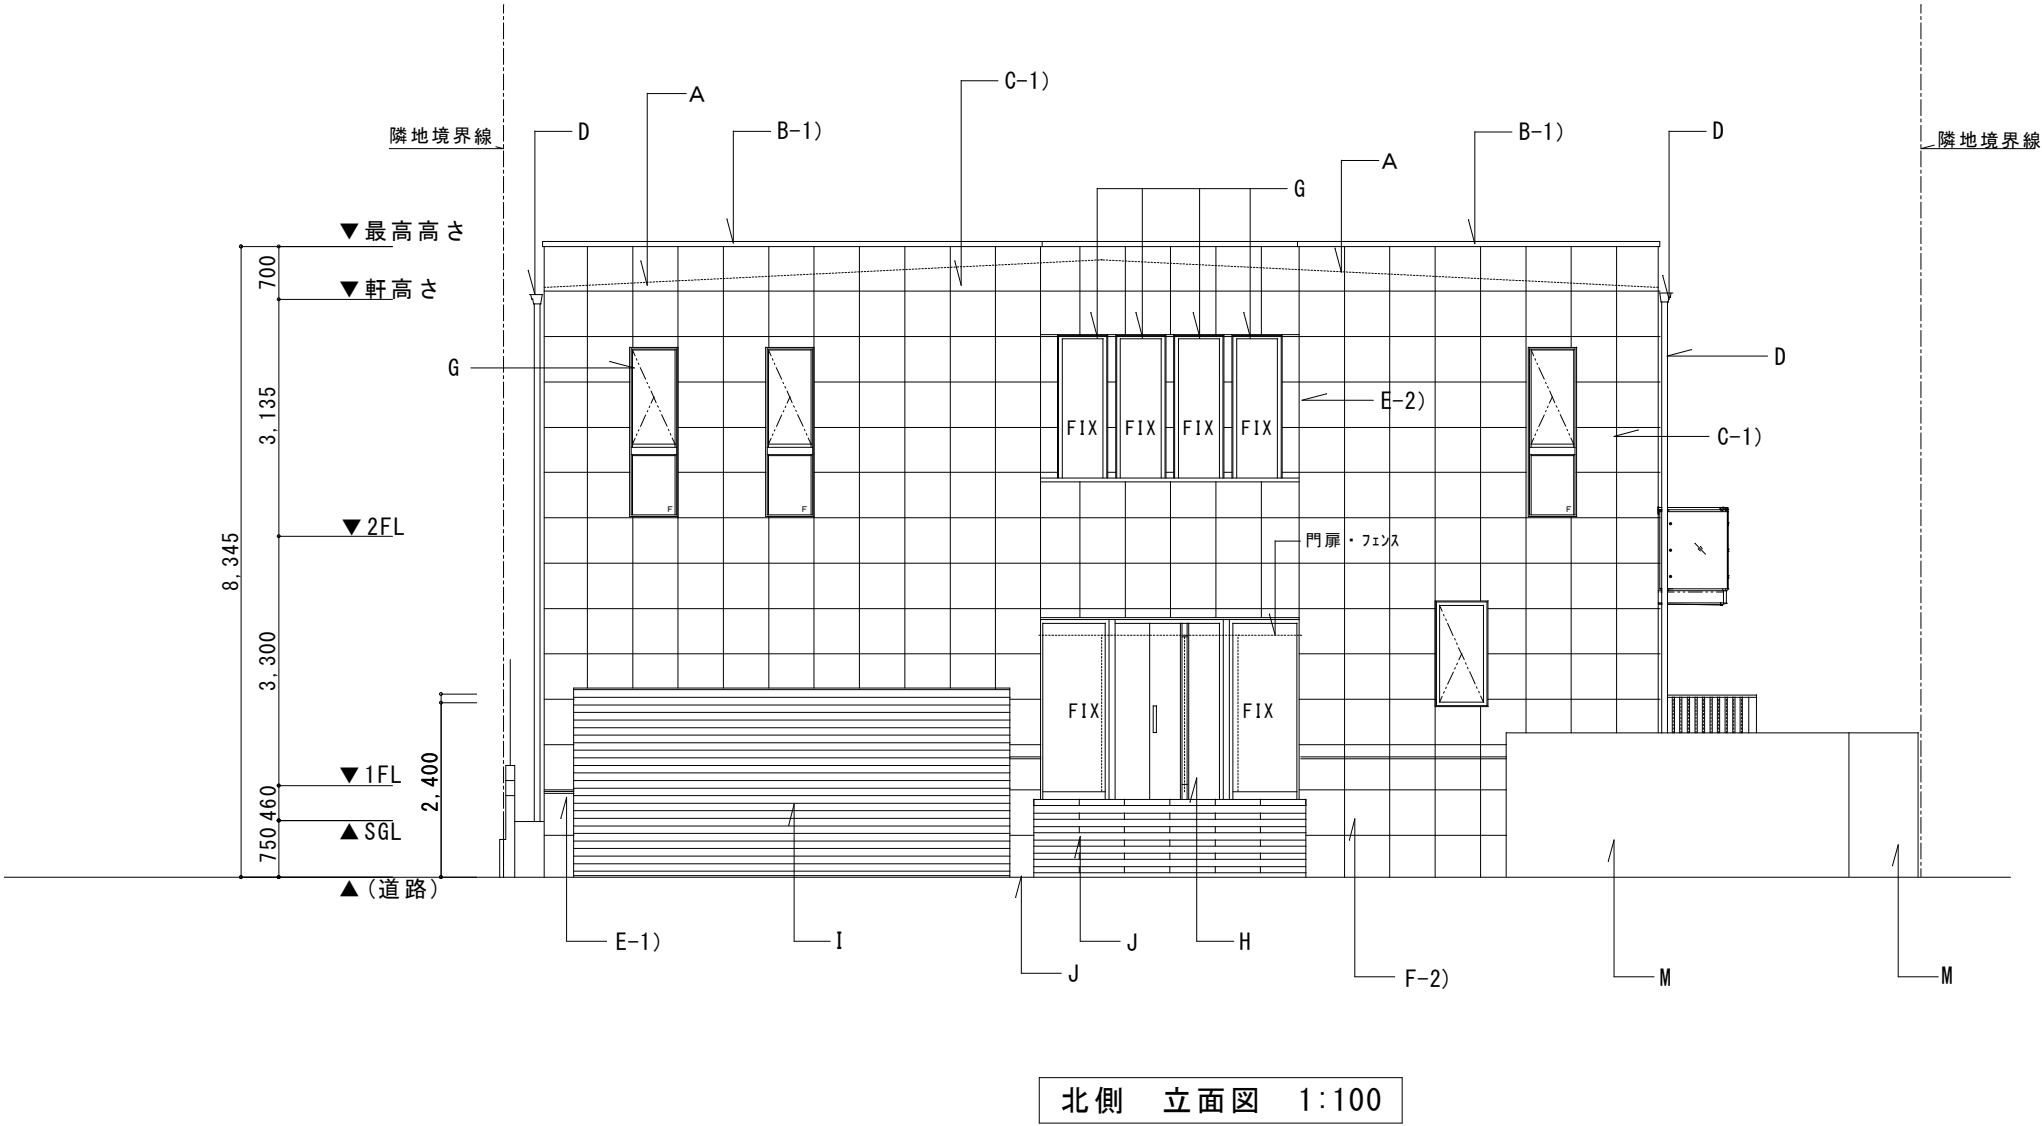 C-1)
A
B-1)
B-1)
D
D
隣地境界線
隣地境界線
A
G
▼最高高さ
700
▼軒高さ
D
G
3,135
E-2)
FIX
FIX
FIX
FIX
C-1)
F
F
F
▼2FL
8,345
門扉・フェンス
3,300
FIX
FIX
2,400
▼1FL
460
▲SGL
750
▲(道路)
E-1)
I
J
H
J
F-2)
M
M
北側 立面図 1:100